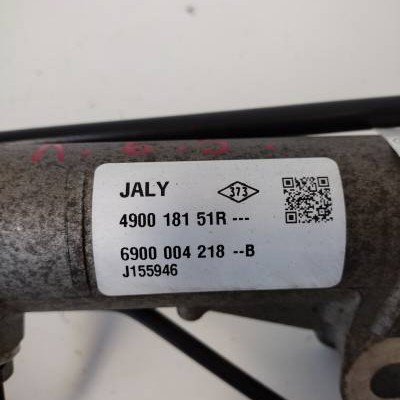 JALY 373
4900 181 51R ---
6900 004 218 --B
J155946